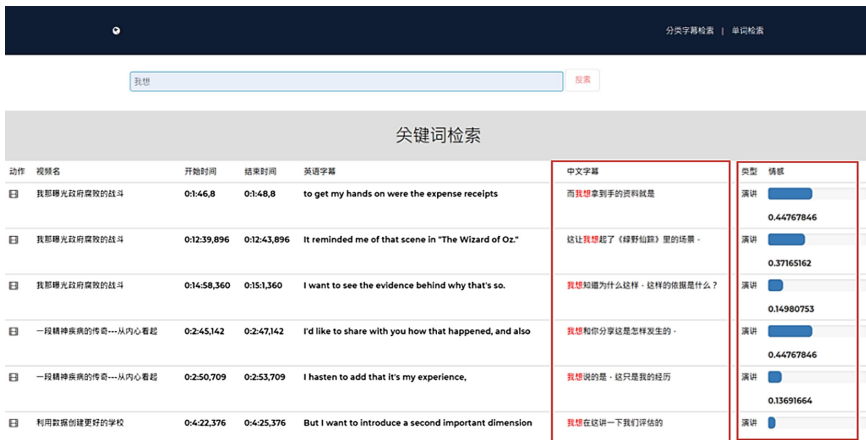 分类字幕检索 | 单词检索
我想
搜索
关键词检索
动作 视频名 开始时间 结束时间 英语字幕 中文字幕 类型 情感
我那曝光政府腐败的战斗 0:1:46,8 0:1:48,8 to get my hands on were the expense receipts 而我想拿到手的资料就是 演讲
0.44767846
我那曝光政府腐败的战斗 0:12:39,896 0:12:43,896 It reminded me of that scene in "The Wizard of Oz." 这让我想起了《绿野仙踪》里的场景。 演讲
0.37165162
我那曝光政府腐败的战斗 0:14:58,360 0:15:1,360 I want to see the evidence behind why that's so. 我想知道为什么这样。这样的依据是什么？ 演讲
0.14980753
一段精神疾病的传奇---从内心看起 0:2:45,142 0:2:47,142 I'd like to share with you how that happened, and also 我想和你分享这是怎样发生的。 演讲
0.44767846
一段精神疾病的传奇---从内心看起 0:2:50,709 0:2:53,709 I hasten to add that it's my experience, 我想说的是。这只是我的经历 演讲
0.13691664
利用数据创建更好的学校 0:4:22,376 0:4:25,376 But I want to introduce a second important dimension 我想在这讲一下我们评估的 演讲